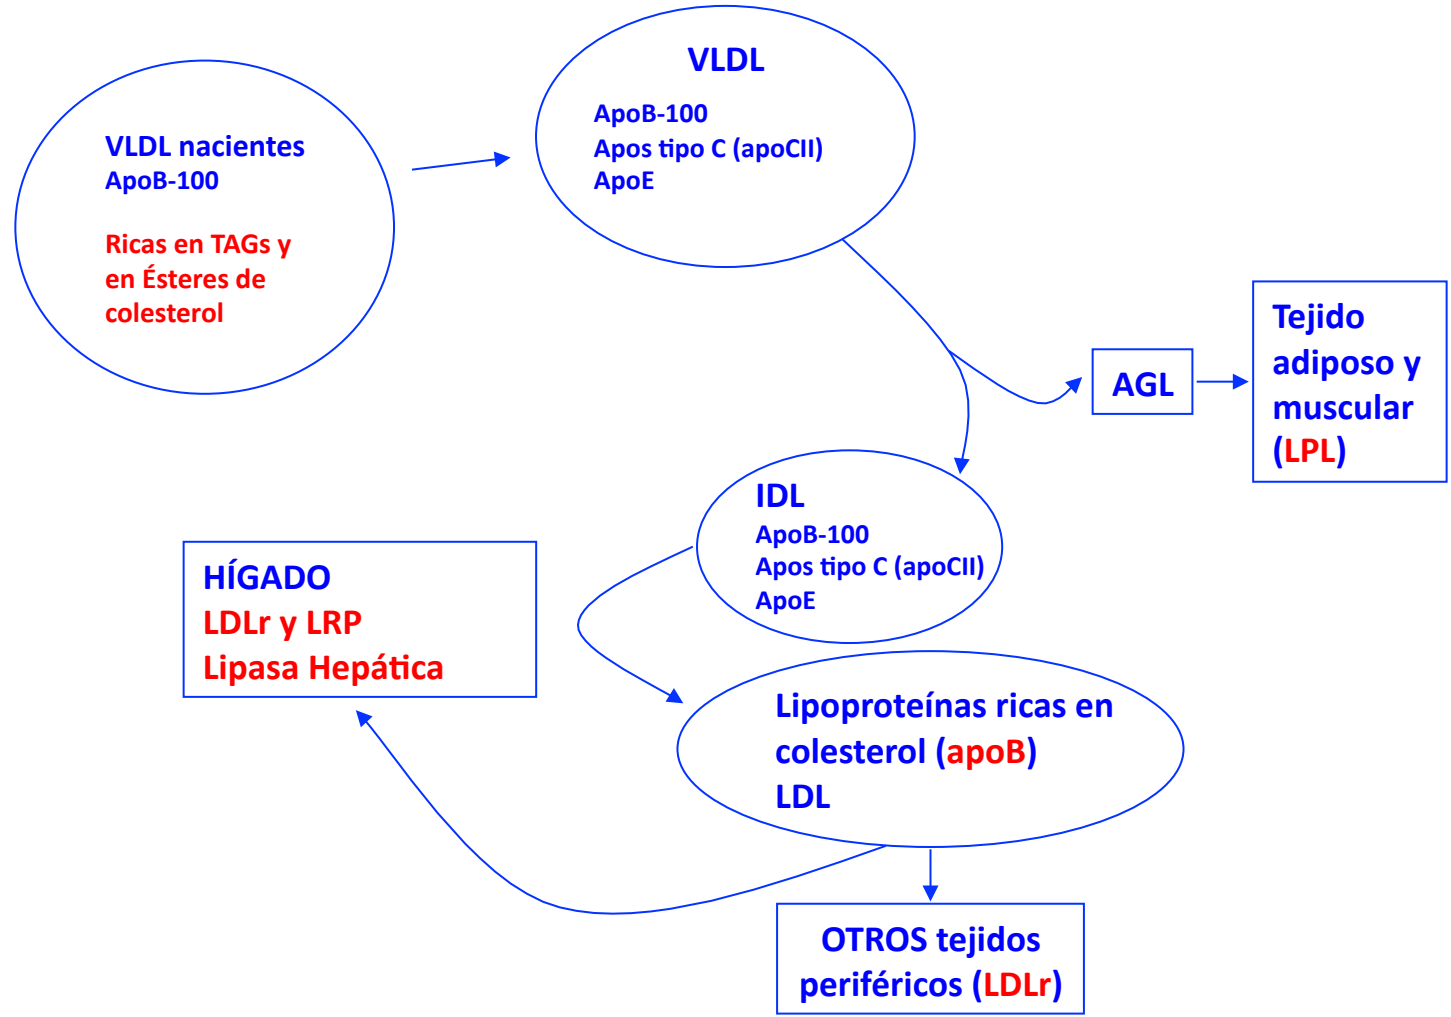 VLDL nacientes
ApoB-100
Ricas en TAGs y
en Ésteres de
colesterol
VLDL
ApoB-100
Apos tipo C (apoCII)
ApoE
AGL
Tejido
adiposo y
muscular
(LPL)
IDL
ApoB-100
Apos tipo C (apoCII)
ApoE
HÍGADO
LDLr y LRP
Lipasa Hepática
Lipoproteínas ricas en
colesterol (apoB)
LDL
OTROS tejidos
periféricos (LDLr)